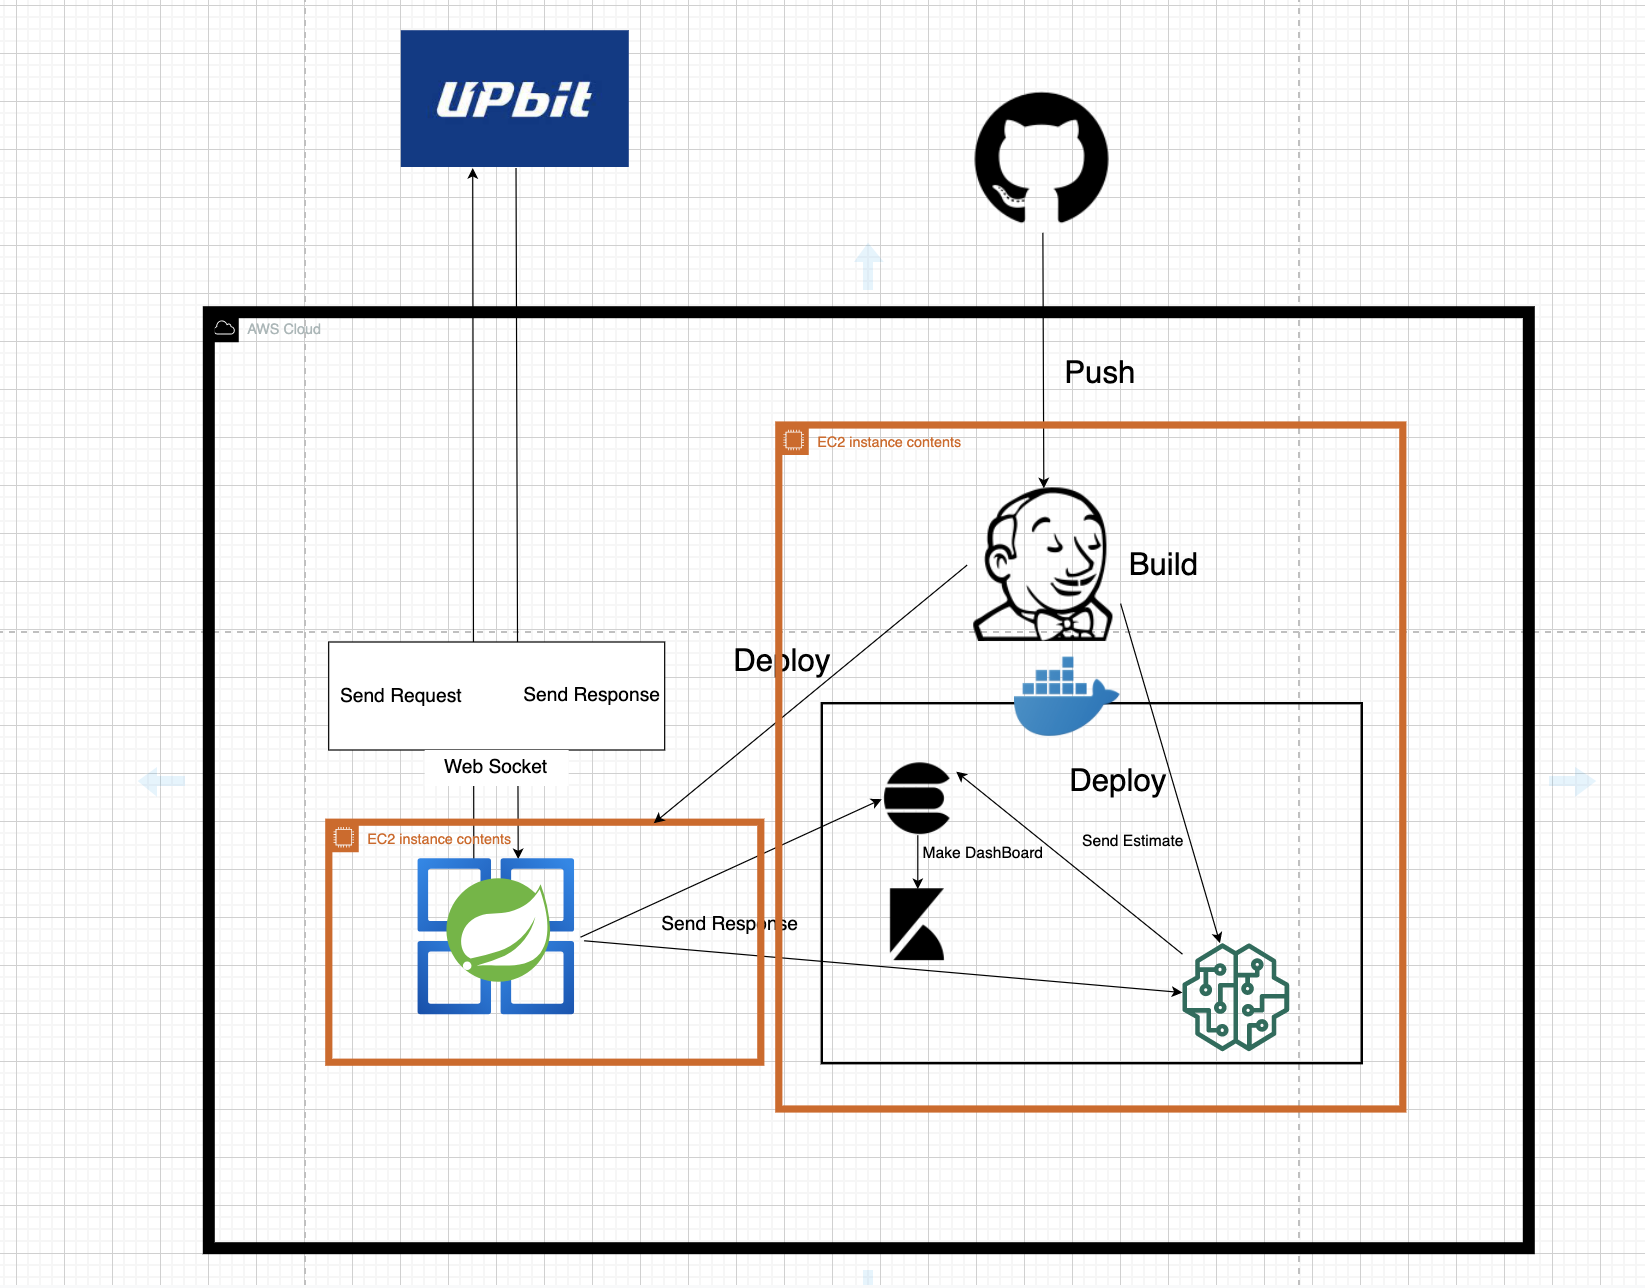 UPbit
AWS Cloud
Push
EC2 instance contents
Build
Deploy
Send Request
Send Response
Web Socket
Deploy
EC2 instance contents
Send Estimate
Make DashBoard
Send Response